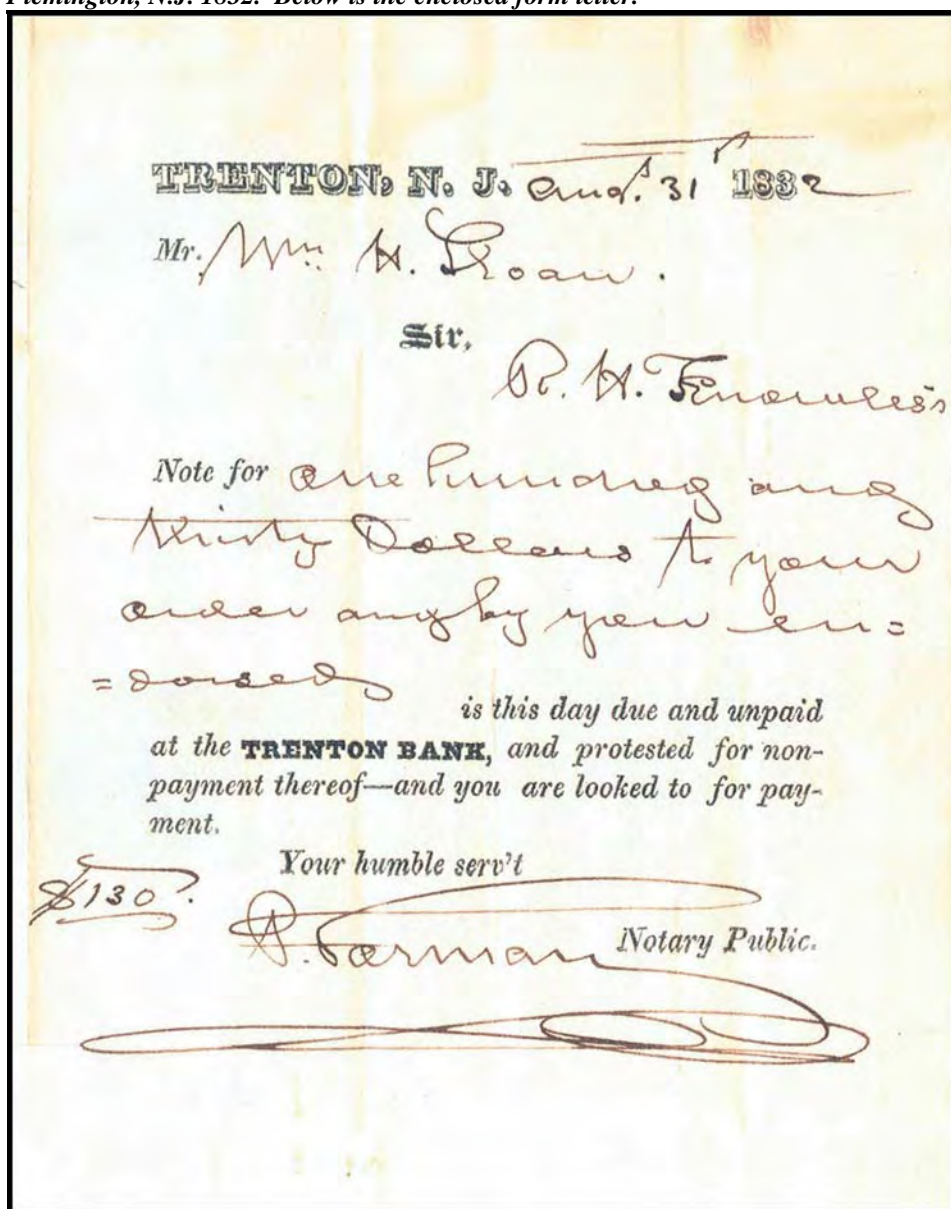 Flemington, N.J. 1832. Below is the enclosed form letter.
TRENTON, N. J. Augt. 31st 1832
Mr. Wm. H. Sloan.
Sir,
R. H.
Note for one hundred and
thirty Dollars to your
order and by you en=
=dorsed
is this day due and unpaid
at the TRENTON BANK, and protested for non-
payment thereof—and you are looked to for pay-
ment.
Your humble serv't
$130.
P. Forman Notary Public.